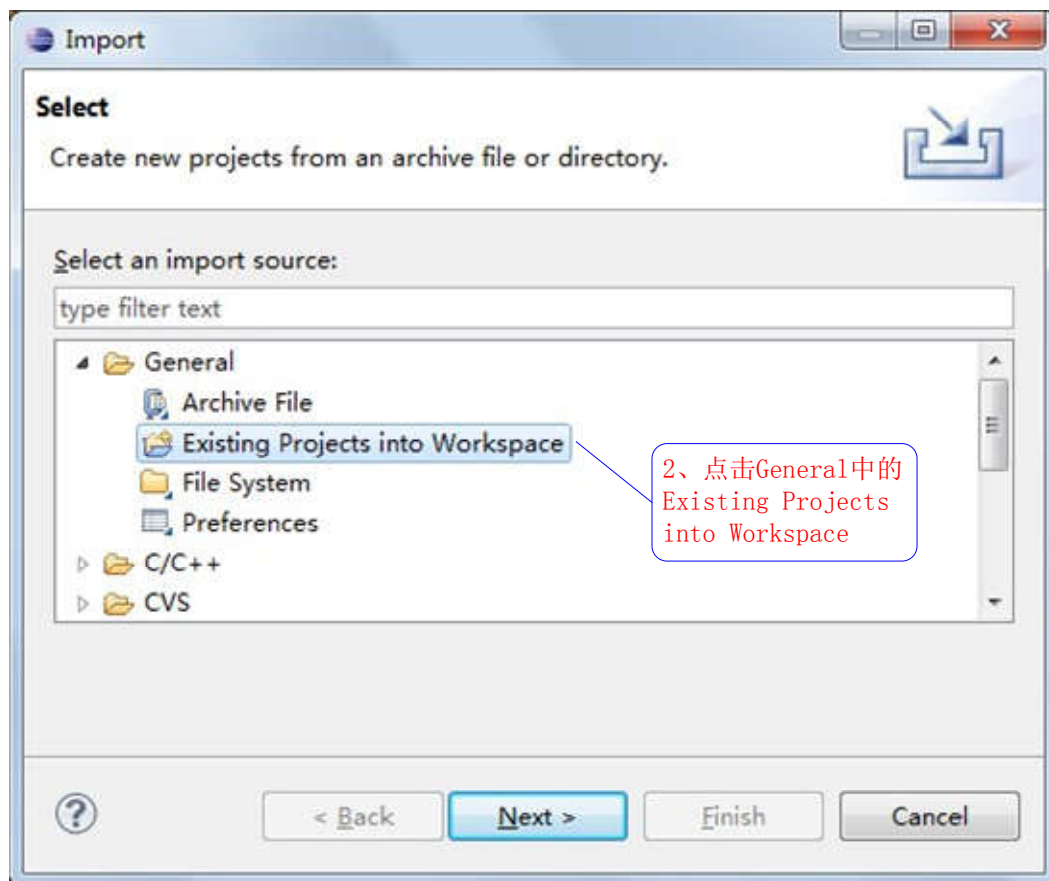 Import
Select
Create new projects from an archive file or directory.
Select an import source:
type filter text
General
Archive File
Existing Projects into Workspace
File System
Preferences
C/C++
CVS
2、点击General中的
Existing Projects
into Workspace
? < Back Next > Finish Cancel